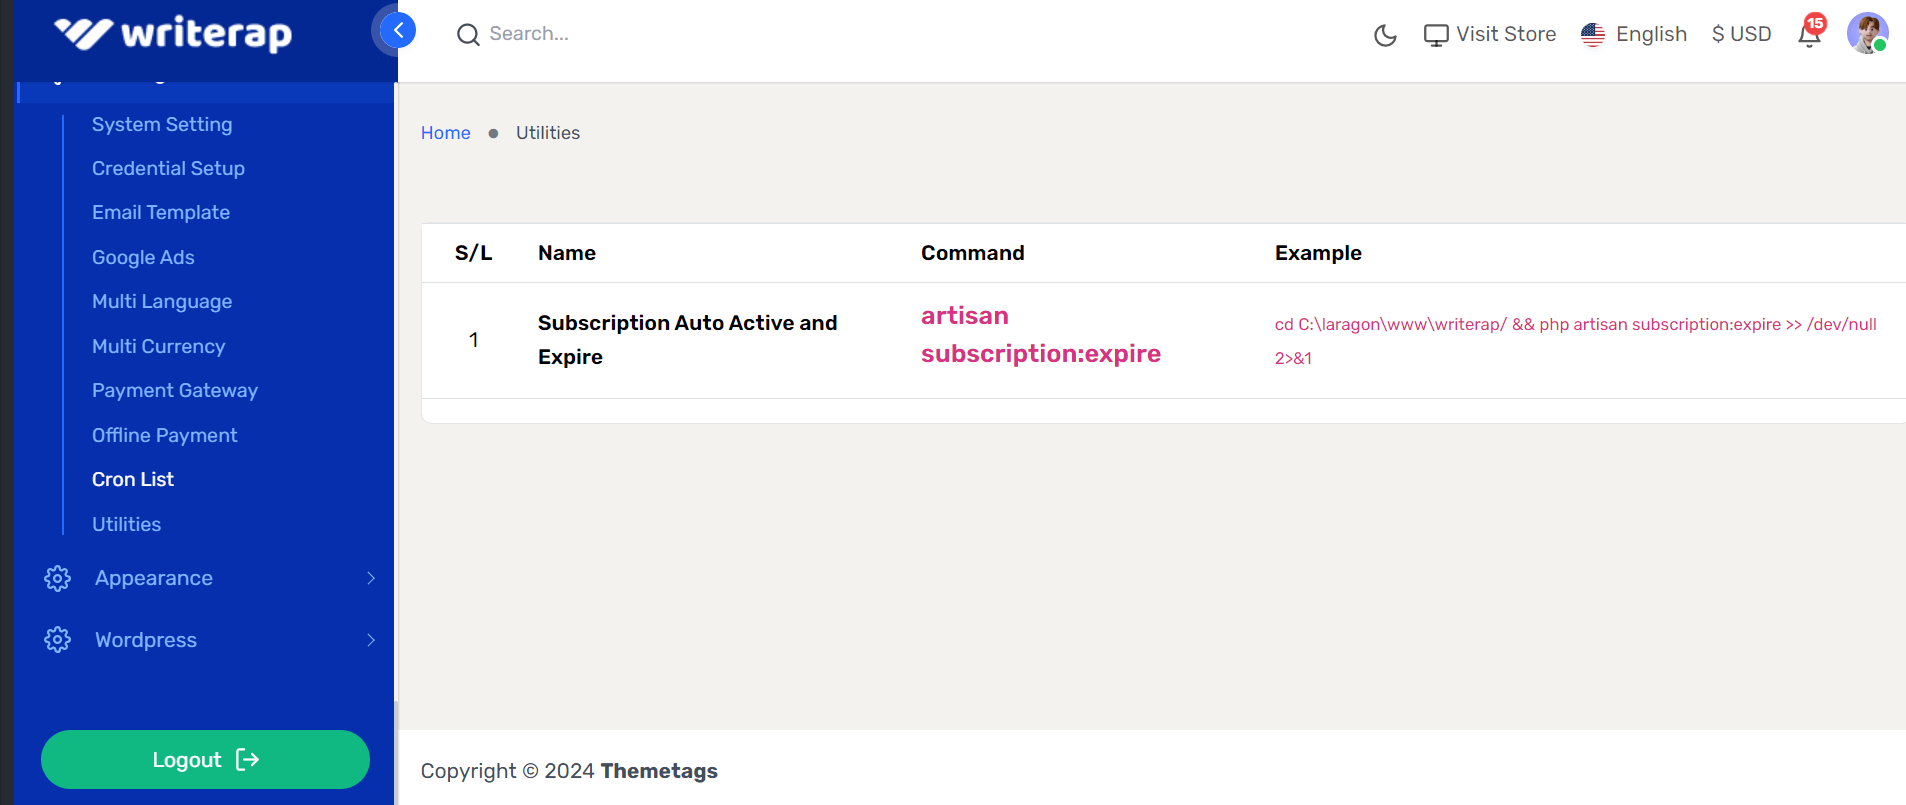 writerap
Search...
Visit Store
English
$ USD
15
System Setting
Credential Setup
Email Template
Google Ads
Multi Language
Multi Currency
Payment Gateway
Offline Payment
Cron List
Utilities
Appearance
Wordpress
Logout
Home
Utilities
S/L Name Command Example
1
Subscription Auto Active and
Expire
artisan
subscription:expire
cd C:\laragon\www\writerap/ && php artisan subscription:expire >> /dev/null
2>&1
Copyright © 2024 Themetags